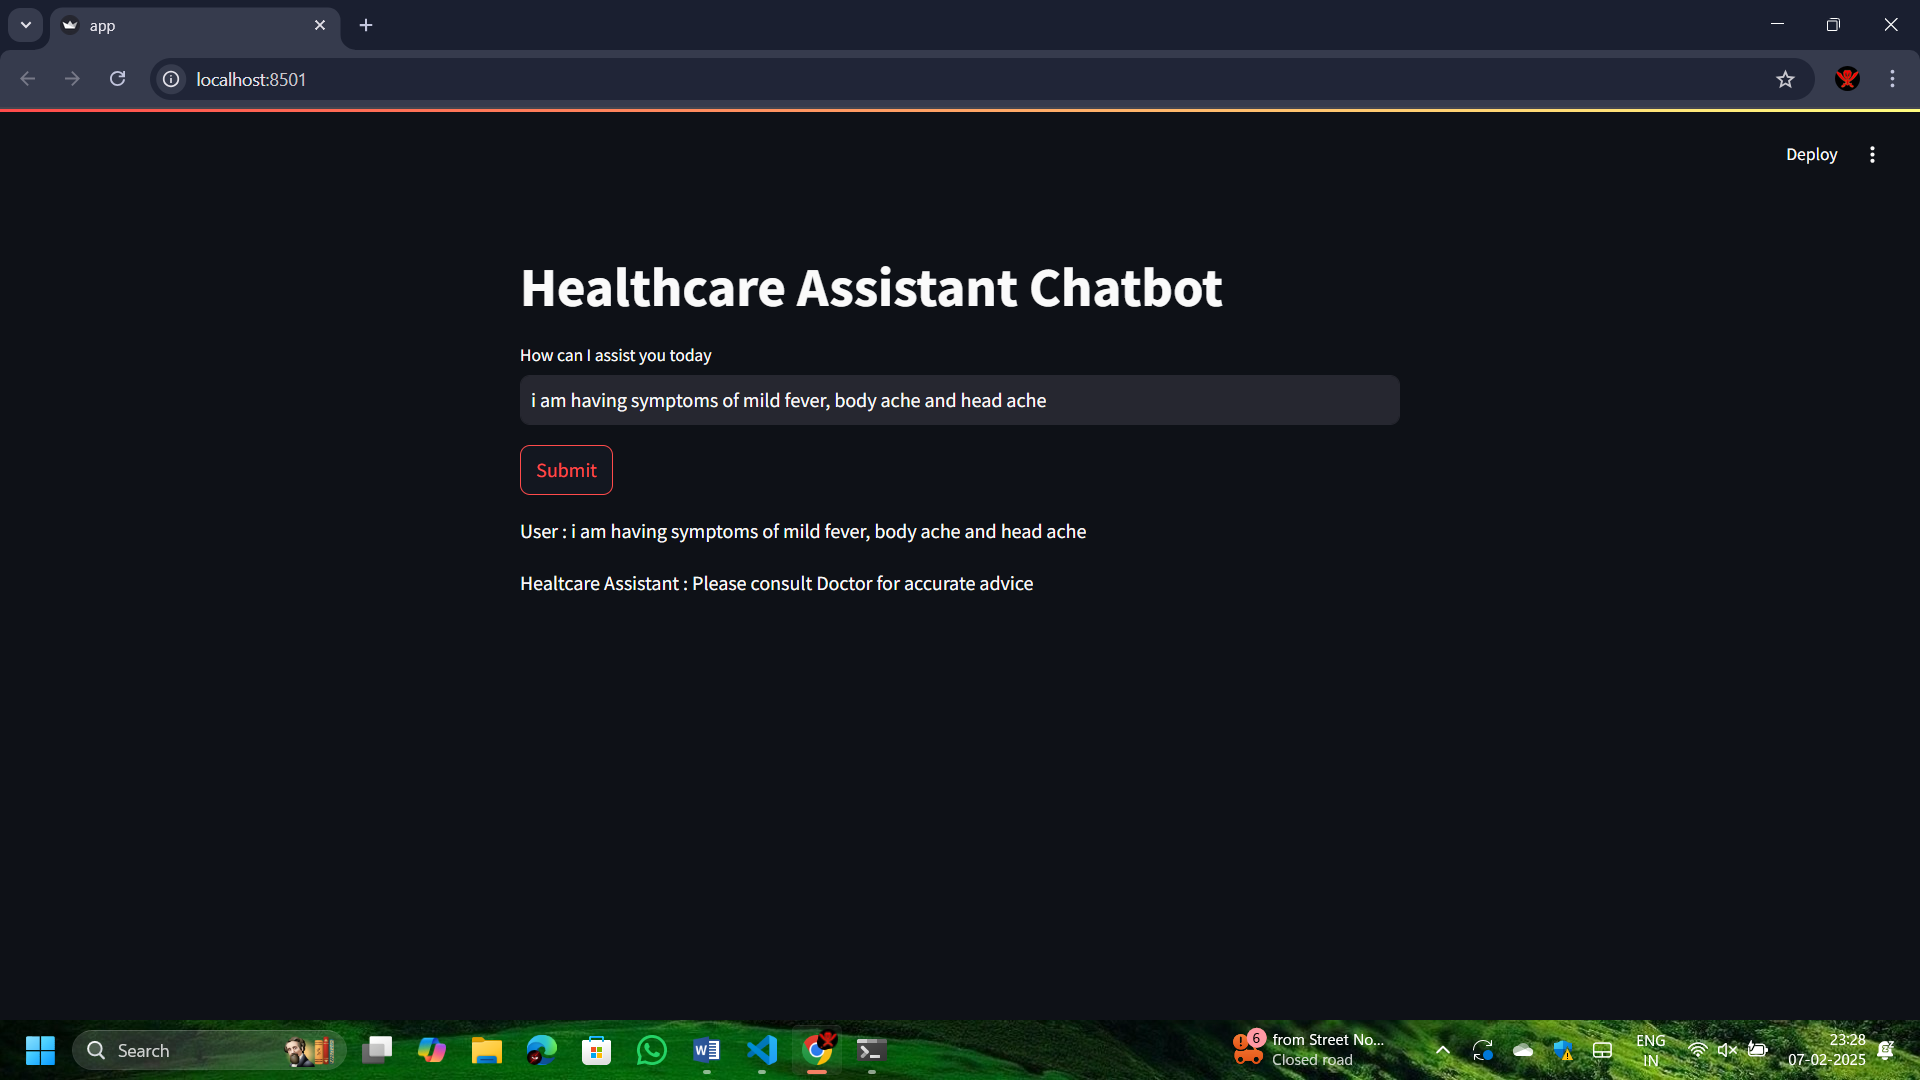 app
localhost:8501
Deploy
Healthcare Assistant Chatbot
How can I assist you today
i am having symptoms of mild fever, body ache and head ache
Submit
User : i am having symptoms of mild fever, body ache and head ache
Healtcare Assistant : Please consult Doctor for accurate advice
Search
6
from Street No...
Closed road
ENG
IN
23:28
07-02-2025